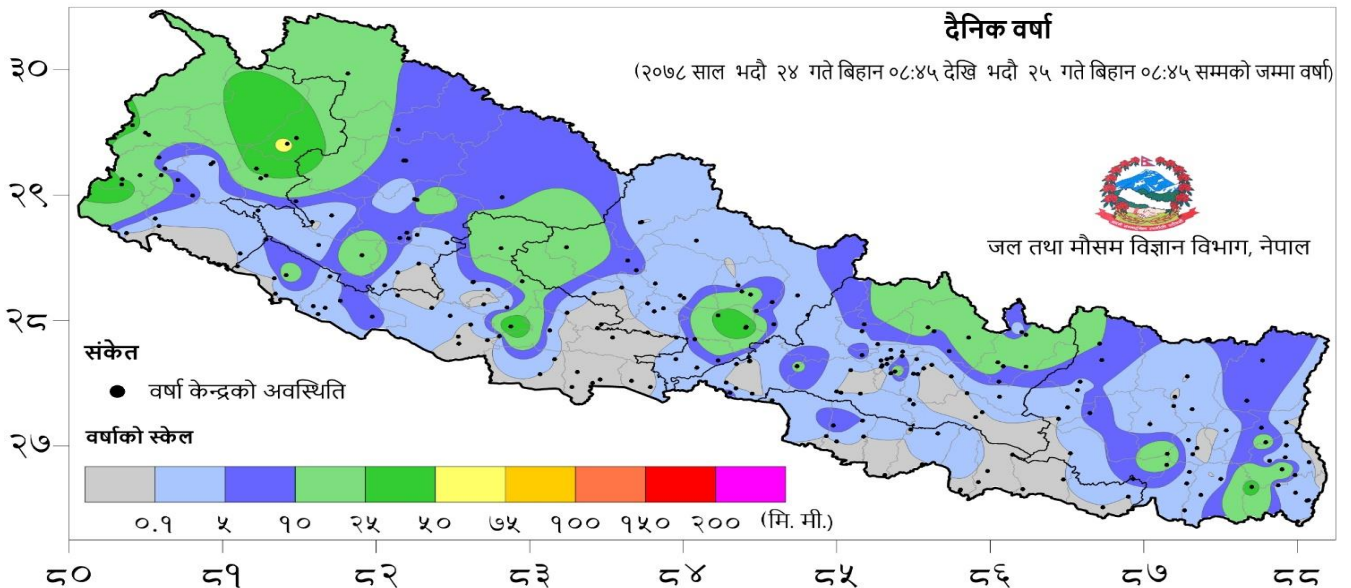 दैनिक वर्षा
(२०७८ साल भदौ २४ गते बिहान ०८:४५ देखि भदौ २५ गते बिहान ०८:४५ सम्मको जम्मा वर्षा)
जल तथा मौसम विज्ञान विभाग, नेपाल
३०
२९
२८
२७
संकेत
वर्षा केन्द्रको अवस्थिति
वर्षाको स्केल
०.१ ५ १० २५ ५० ७५ १०० १५० २०० (मि. मी.)
८० ८१ ८२ ८३ ८४ ८५ ८६ ८७ ८८